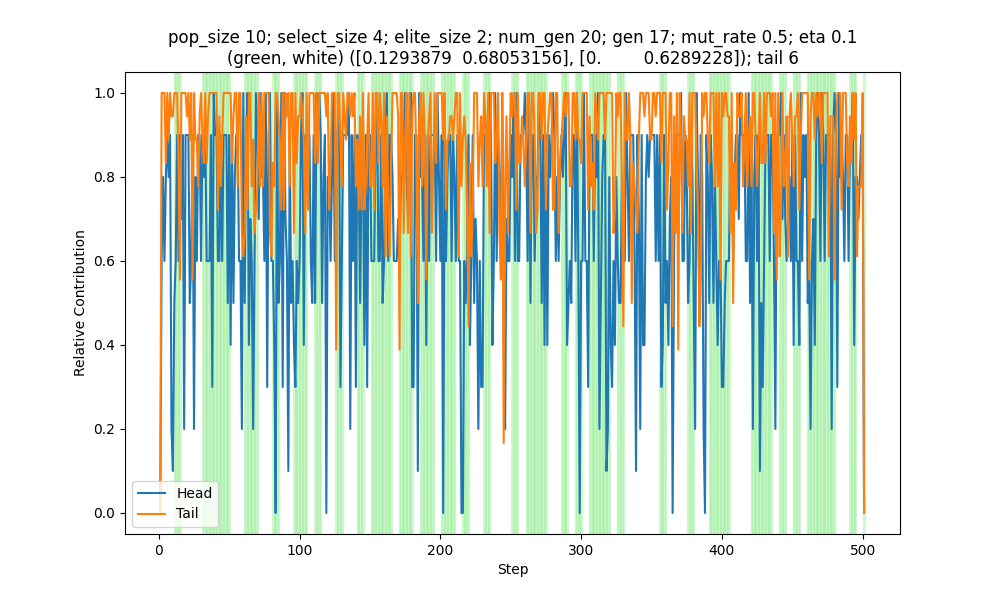 pop_size 10; select_size 4; elite_size 2; num_gen 20; gen 17; mut_rate 0.5; eta 0.1
(green, white) ([0.1293879  0.68053156], [0.        0.6289228]); tail 6
1.0
0.8
0.6
0.4
0.2
0.0
Relative Contribution
Head
Tail
0
100
200
300
400
500
Step